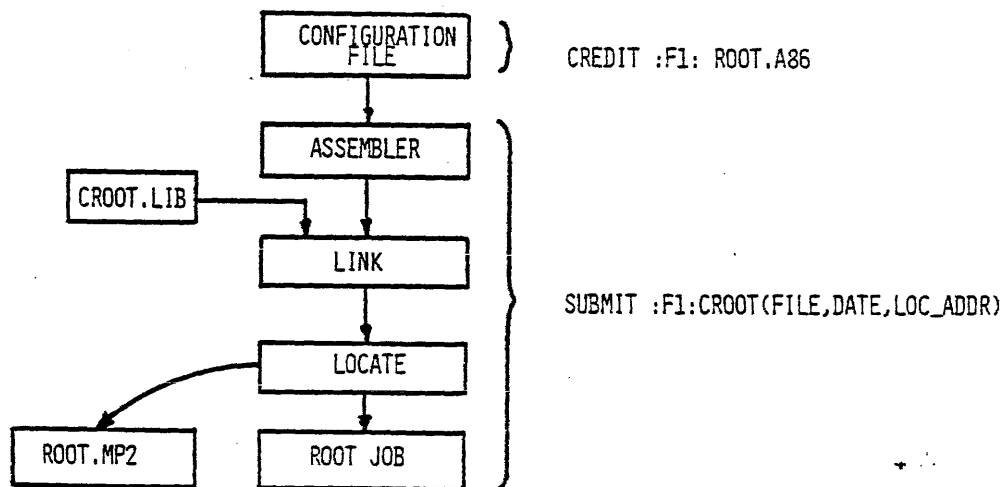 CONFIGURATION
FILE
CREDIT :F1: ROOT.A86
ASSEMBLER
CROOT.LIB
LINK
SUBMIT :F1:CROOT(FILE,DATE,LOC_ADDR)
LOCATE
ROOT.MP2
ROOT JOB